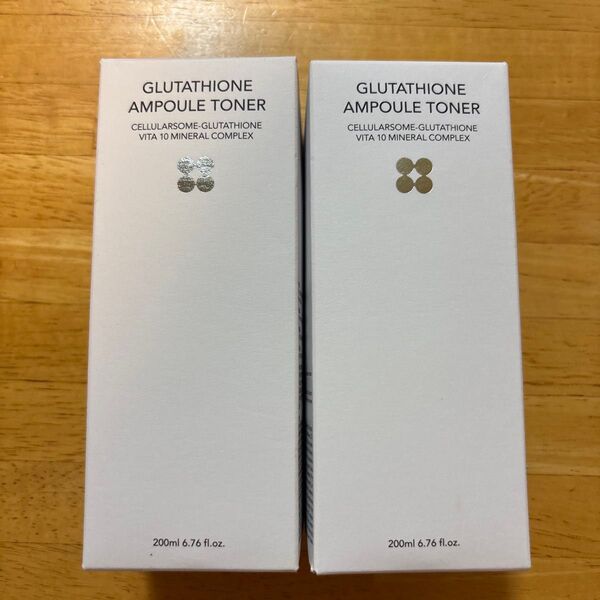 GLUTATHIONE
AMPOULE TONER
CELLULARSOME-GLUTATHIONE
VITA 10 MINERAL COMPLEX
200ml 6.76 fl.oz.
GLUTATHIONE
AMPOULE TONER
CELLULARSOME-GLUTATHIONE
VITA 10 MINERAL COMPLEX
200ml 6.76 fl.oz.